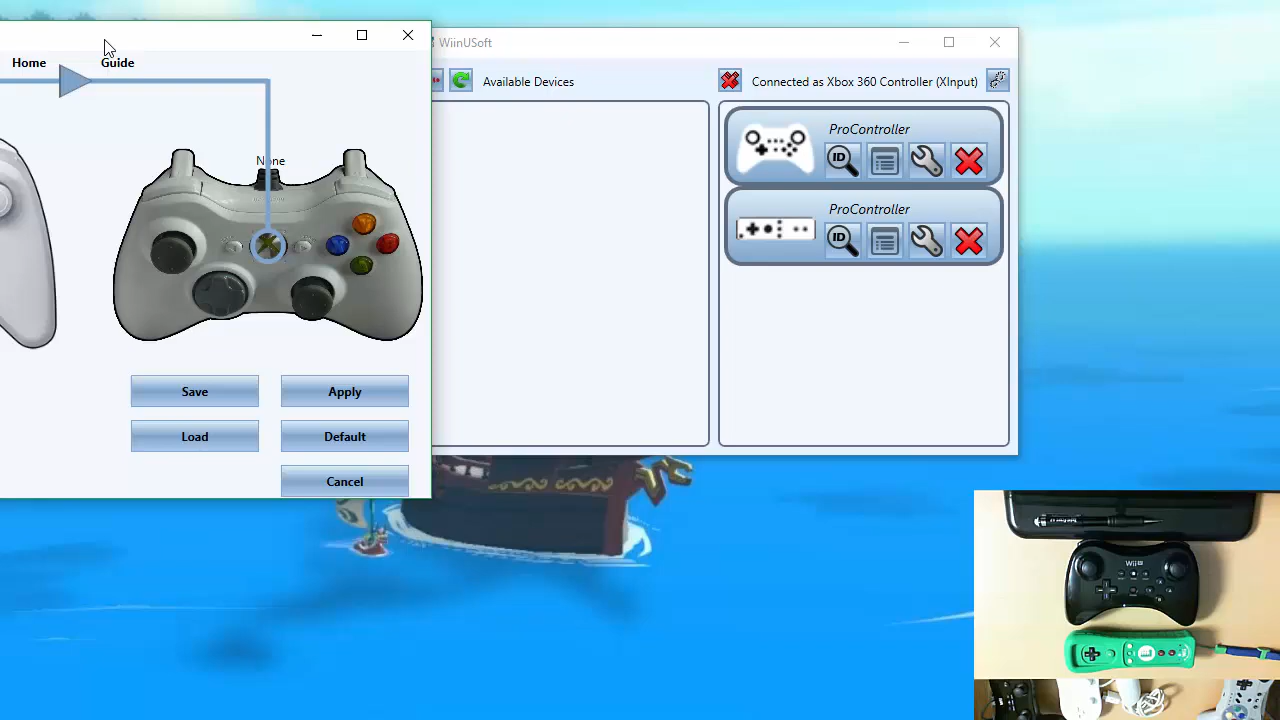 WiinUSoft
Home
Guide
Available Devices
Connected as Xbox 360 Controller (XInput)
None
ProController
ID
ProController
ID
Save
Apply
Load
Default
Cancel
Wii U